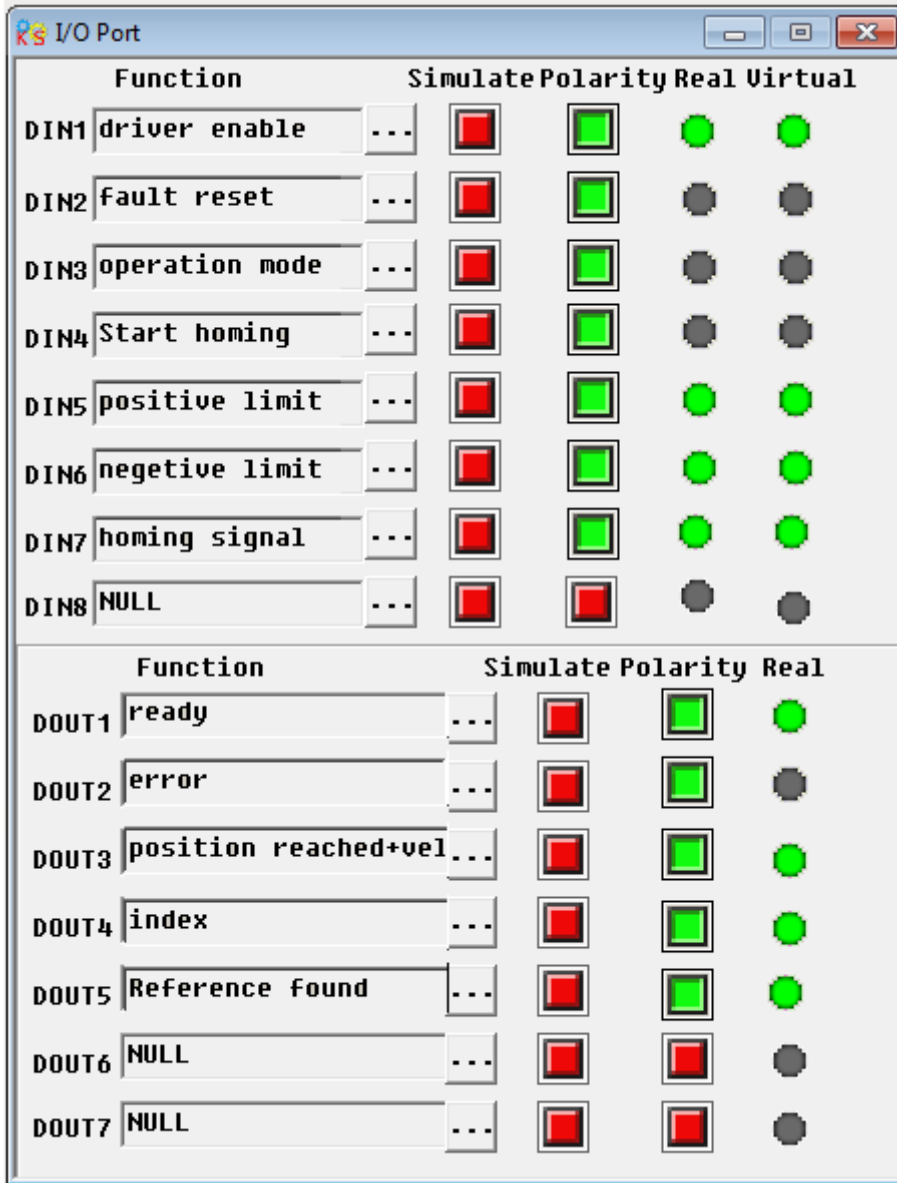 I/O Port
Function Simulate Polarity Real Virtual
DIN1 driver enable ...
DIN2 fault reset ...
DIN3 operation mode ...
DIN4 Start homing ...
DIN5 positive limit ...
DIN6 negetive limit ...
DIN7 homing signal ...
DIN8 NULL ...
Function Simulate Polarity Real
DOUT1 ready ...
DOUT2 error ...
DOUT3 position reached+vel ...
DOUT4 index ...
DOUT5 Reference found ...
DOUT6 NULL ...
DOUT7 NULL ...